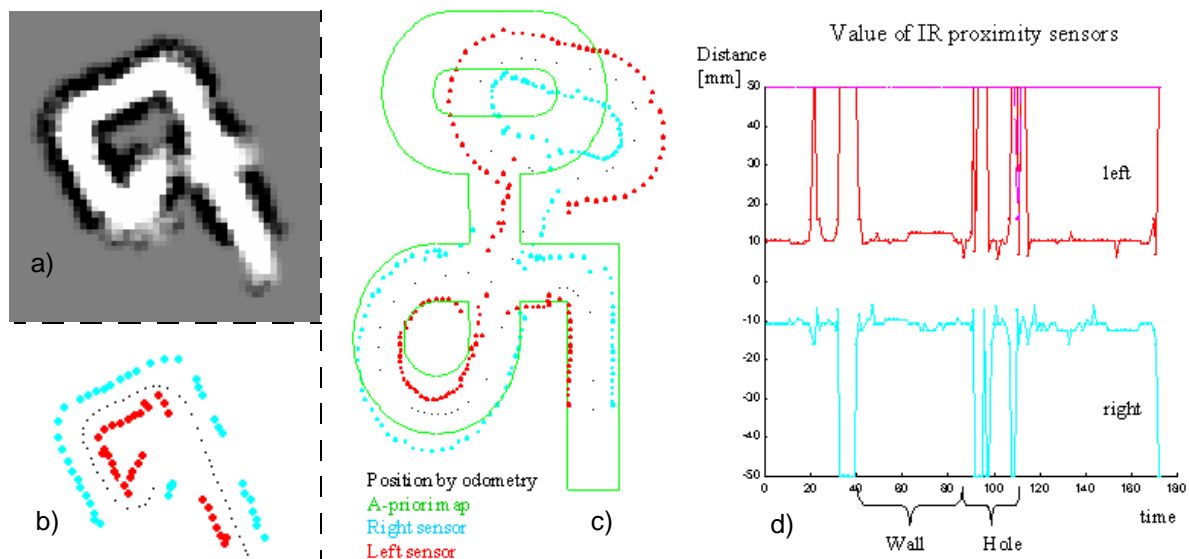 a)
b)
Position by odometry
A-priori map
Right sensor
Left sensor
c)
Value of IR proximity sensors
Distance
[mm]
50
40
30
20
10
0
-10
-20
-30
-40
-50
left
right
0 20 40 60 80 100 120 140 160 180
time
Wall Hole
d)